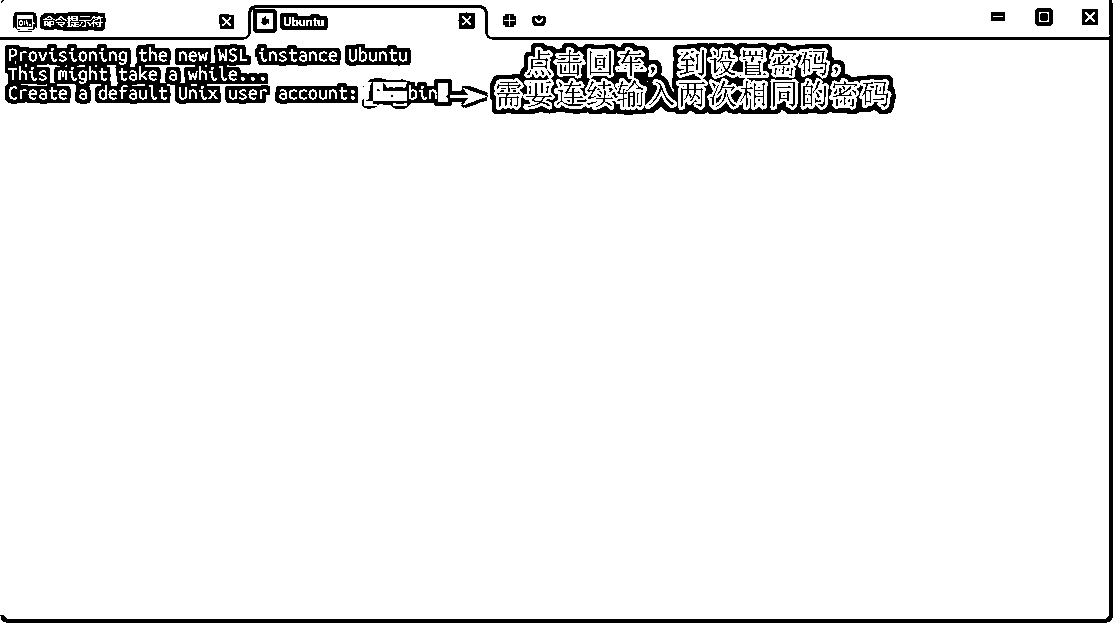 命令提示符
Ubuntu
Provisioning the new WSL instance Ubuntu
This might take a while...
Create a default Unix user account: bin
点击回车，到设置密码，
需要连续输入两次相同的密码